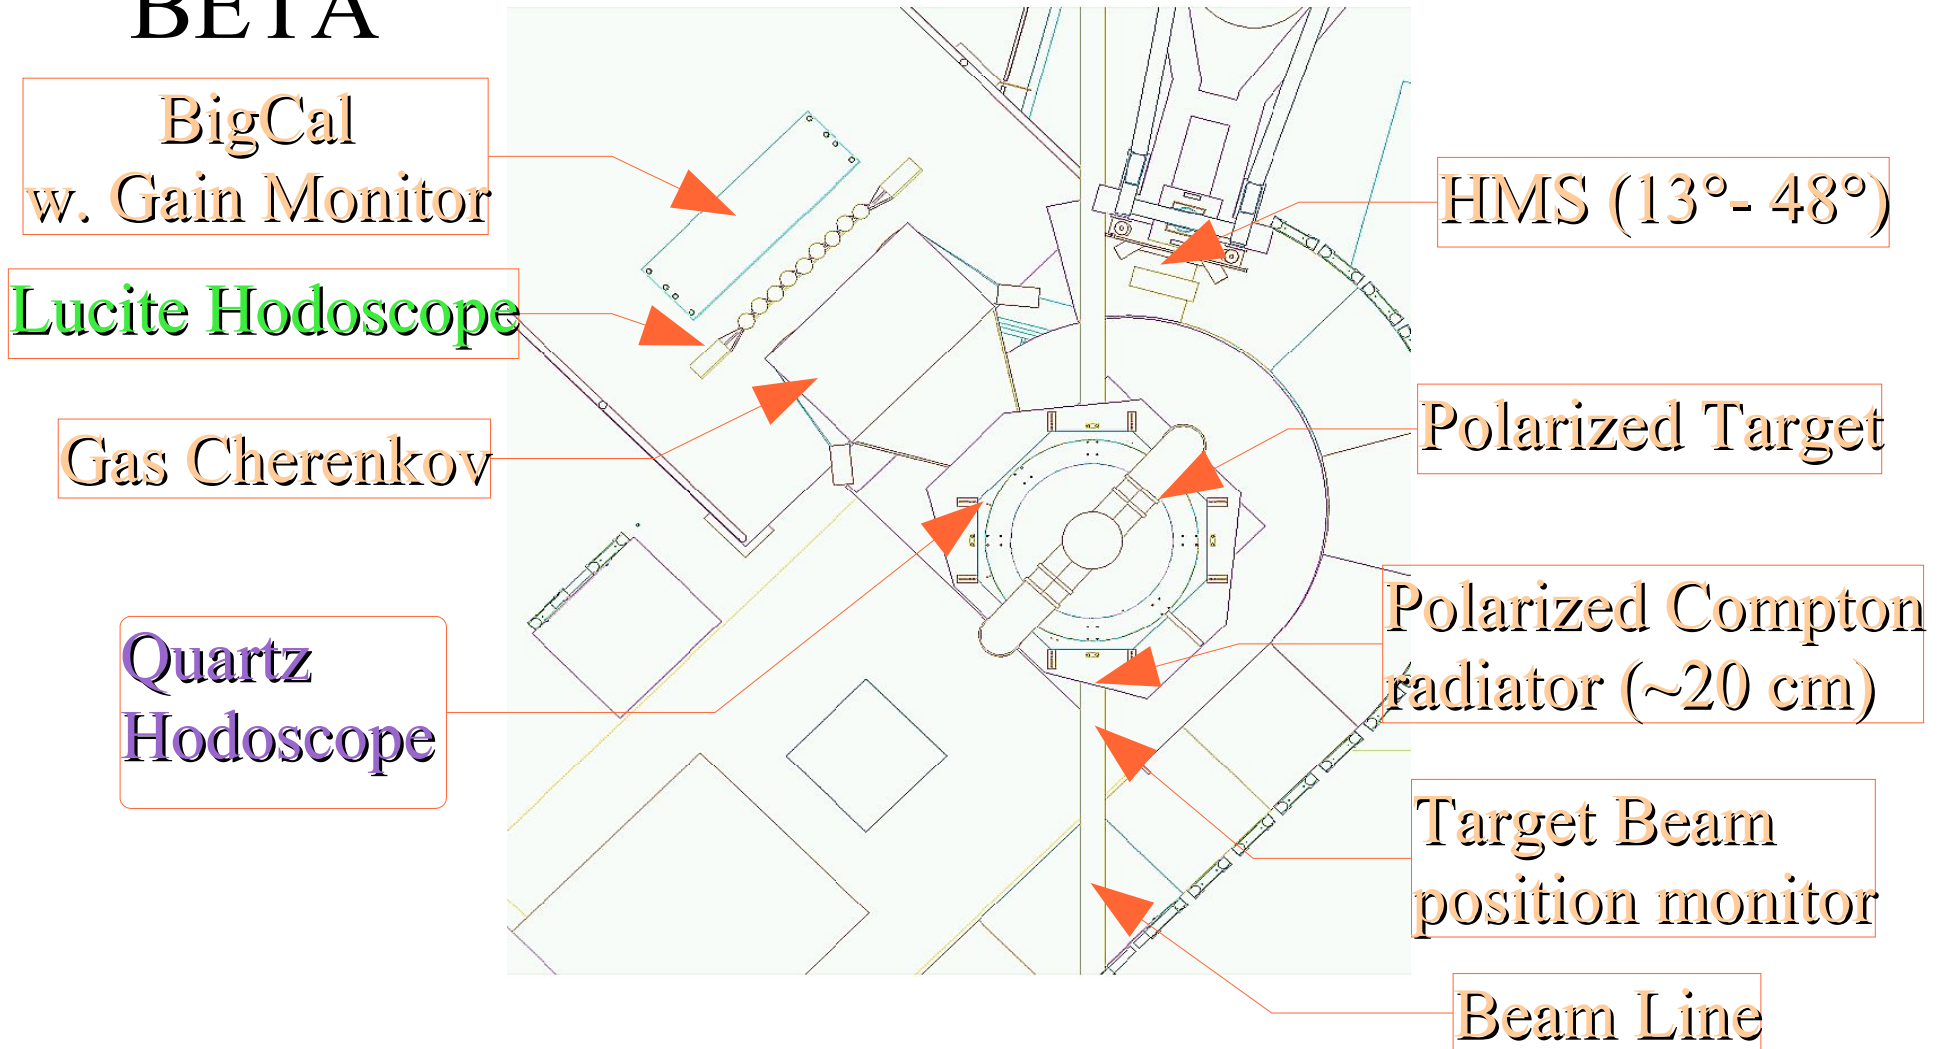 BETA
BigCal
w. Gain Monitor
Lucite Hodoscope
Gas Cherenkov
Quartz
Hodoscope
HMS (13°- 48°)
Polarized Target
Polarized Compton
radiator (~20 cm)
Target Beam
position monitor
Beam Line